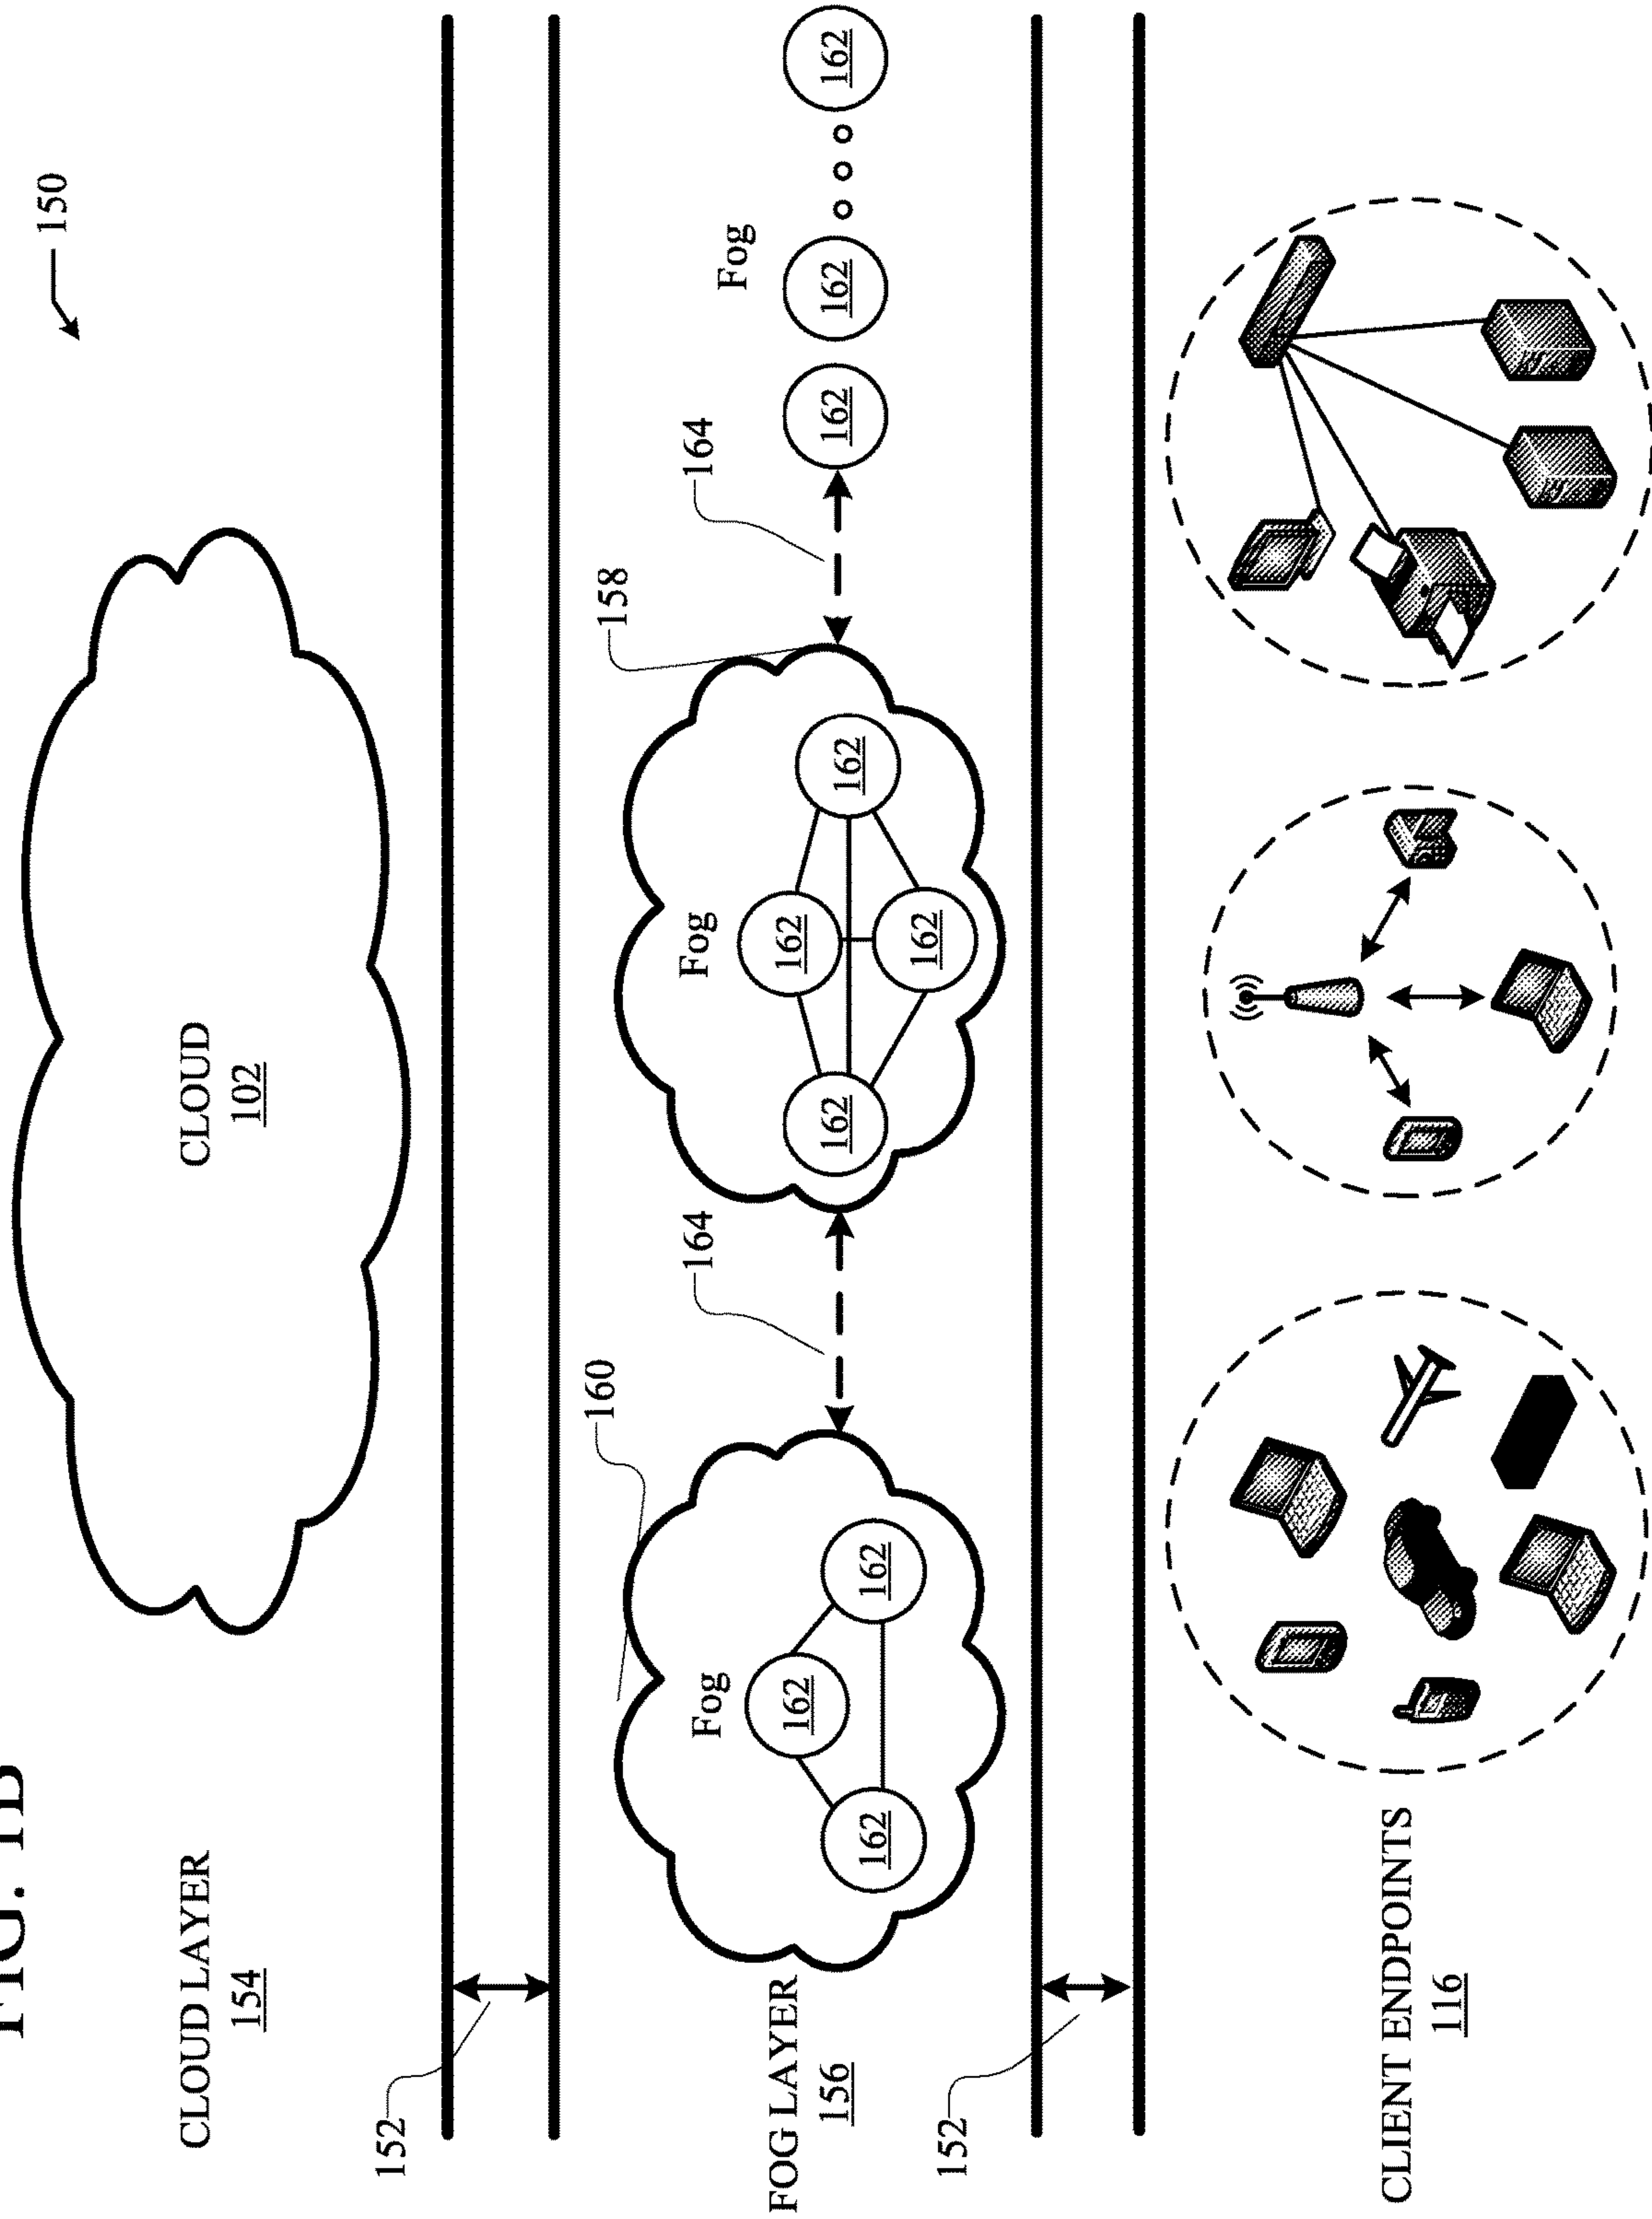 FIG. 1B
150
CLOUD LAYER
154
CLOUD
102
152
160
164
158
164
Fog
Fog
Fog
162
162
162
162
162
162
162
162
162
162
FOG LAYER
156
152
CLIENT ENDPOINTS
116